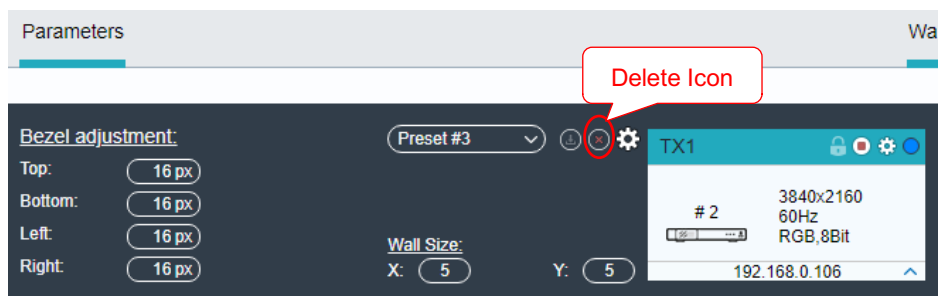 Parameters
Wa
Delete Icon
Bezel adjustment:
Preset #3
TX1
Top:
16 px
Bottom:
16 px
Left:
16 px
Right:
16 px
Wall Size:
X: 5
Y: 5
# 2
3840x2160
60Hz
RGB,8Bit
192.168.0.106